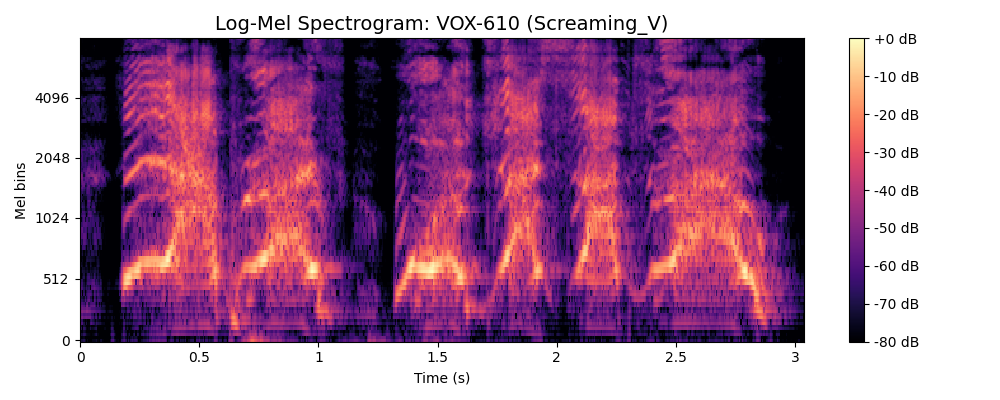 Log-Mel Spectrogram: VOX-610 (Screaming_V)
Mel bins
4096
2048
1024
512
0
0
0.5
1
1.5
2
2.5
3
Time (s)
+0 dB
-10 dB
-20 dB
-30 dB
-40 dB
-50 dB
-60 dB
-70 dB
-80 dB